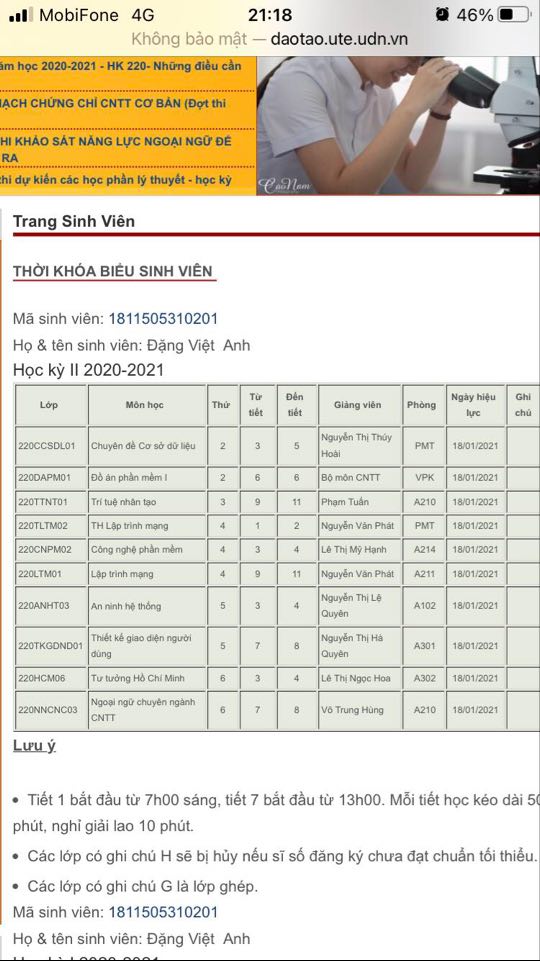 MobiFone 4G 21:18 46%
Không bảo mật — daotao.ute.udn.vn
ăm học 2020-2021 - HK 220- Những điều cần
ẠCH CHỨNG CHỈ CNTT CƠ BẢN (Đợt thi
HI KHẢO SÁT NĂNG LỰC NGOẠI NGỮ ĐỂ
RA
thi dự kiến các học phần lý thuyết - học kỳ
CaoNam
Trang Sinh Viên
THỜI KHÓA BIỂU SINH VIÊN
Mã sinh viên: 1811505310201
Họ & tên sinh viên: Đặng Việt Anh
Học kỳ II 2020-2021
Lớp Môn học Thứ Từ tiết Đến tiết Giảng viên Phòng Ngày hiệu lực Ghi chú
220CCSDL01 Chuyên đề Cơ sở dữ liệu 2 3 5 Nguyễn Thị Thúy Hoài PMT 18/01/2021
220DAPM01 Đồ án phần mềm I 2 6 6 Bộ môn CNTT VPK 18/01/2021
220TTNT01 Trí tuệ nhân tạo 3 9 11 Phạm Tuấn A210 18/01/2021
220TLTM02 TH Lập trình mạng 4 1 2 Nguyễn Văn Phát PMT 18/01/2021
220CNPM02 Công nghệ phần mềm 4 3 4 Lê Thị Mỹ Hạnh A214 18/01/2021
220LTM01 Lập trình mạng 4 9 11 Nguyễn Văn Phát A211 18/01/2021
220ANHT03 An ninh hệ thống 5 3 4 Nguyễn Thị Lệ Quyên A102 18/01/2021
220TKGDND01 Thiết kế giao diện người dùng 5 7 8 Nguyễn Thị Hà Quyên A301 18/01/2021
220HCM06 Tư tưởng Hồ Chí Minh 6 3 4 Lê Thị Ngọc Hoa A302 18/01/2021
220NNCNC03 Ngoại ngữ chuyên ngành CNTT 6 7 8 Võ Trung Hùng A210 18/01/2021
Lưu ý
• Tiết 1 bắt đầu từ 7h00 sáng, tiết 7 bắt đầu từ 13h00. Mỗi tiết học kéo dài 50
phút, nghỉ giải lao 10 phút.
• Các lớp có ghi chú H sẽ bị hủy nếu sĩ số đăng ký chưa đạt chuẩn tối thiểu.
• Các lớp có ghi chú G là lớp ghép.
Mã sinh viên: 1811505310201
Họ & tên sinh viên: Đặng Việt Anh